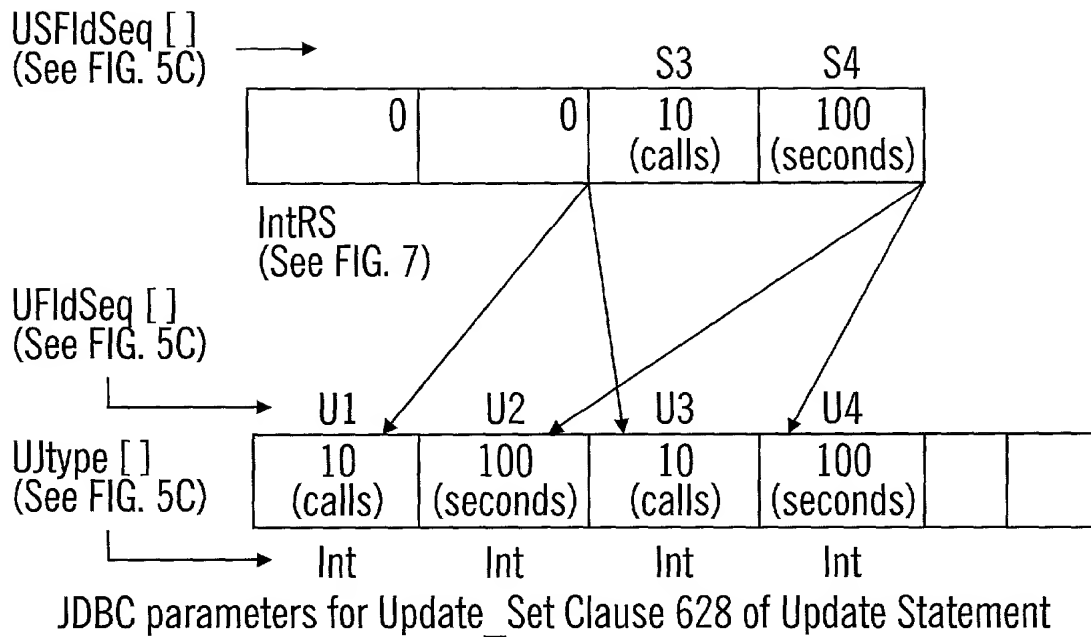 USFldSeq [ ]
(See FIG. 5C)
S3 S4
0 0 10 100
(calls) (seconds)
IntRS
(See FIG. 7)
UFldSeq [ ]
(See FIG. 5C)
U1 U2 U3 U4
UJtype [ ]
(See FIG. 5C)
10 100 10 100
(calls) (seconds) (calls) (seconds)
Int Int Int Int
JDBC parameters for Update_Set Clause 628 of Update Statement